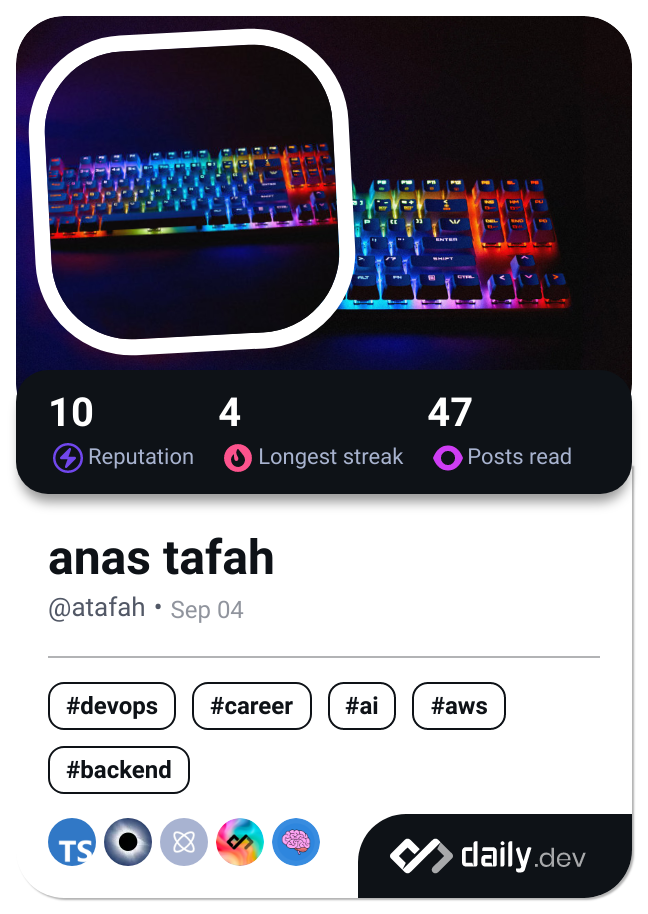 10 4 47
Reputation Longest streak Posts read
anas tafah
@atafah • Sep 04
#devops #career #ai #aws
#backend
TS
daily.dev